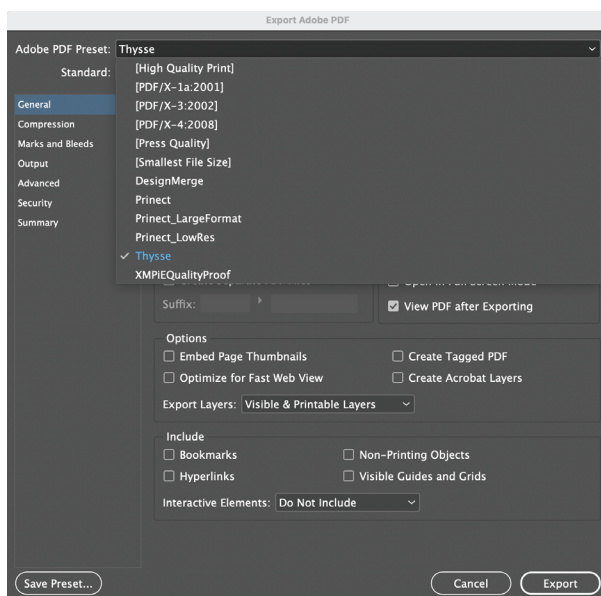 Export Adobe PDF
Adobe PDF Preset: Thysse
Standard:
[High Quality Print]
[PDF/X-1a:2001]
[PDF/X-3:2002]
[PDF/X-4:2008]
[Press Quality]
[Smallest File Size]
DesignMerge
Prinect
Prinect_LargeFormat
Prinect_LowRes
Thysse
XMPiEQualityProof
General
Compression
Marks and Bleeds
Output
Advanced
Security
Summary
Suffix:
View PDF after Exporting
Options
Embed Page Thumbnails
Create Tagged PDF
Optimize for Fast Web View
Create Acrobat Layers
Export Layers: Visible & Printable Layers
Include
Bookmarks
Non-Printing Objects
Hyperlinks
Visible Guides and Grids
Interactive Elements: Do Not Include
Save Preset...
Cancel
Export